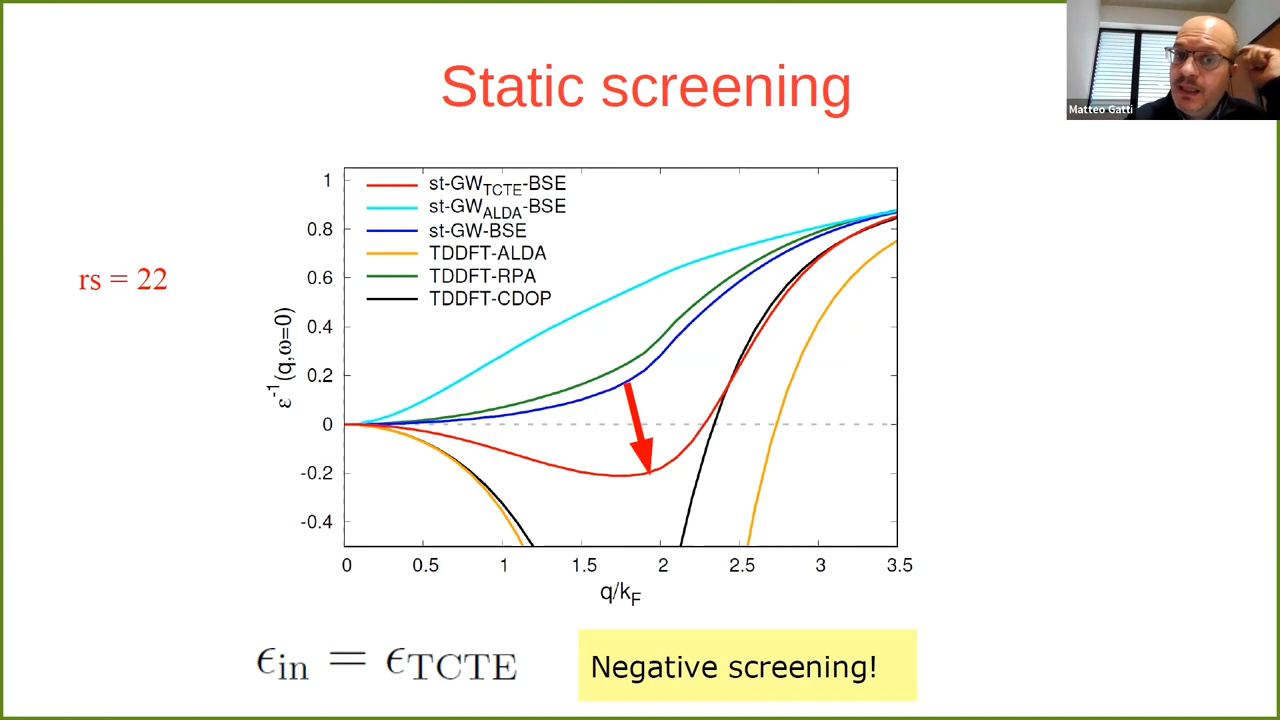 Static screening
Matteo Gatti
st-GW_TCTE-BSE
st-GW_ALDA-BSE
st-GW-BSE
TDDFT-ALDA
TDDFT-RPA
TDDFT-CDOP
rs = 22
1
0.8
0.6
0.4
0.2
0
-0.2
-0.4
ε⁻¹(q,ω=0)
0 0.5 1 1.5 2 2.5 3 3.5
q/k_F
ϵ_in = ϵ_TCTE
Negative screening!